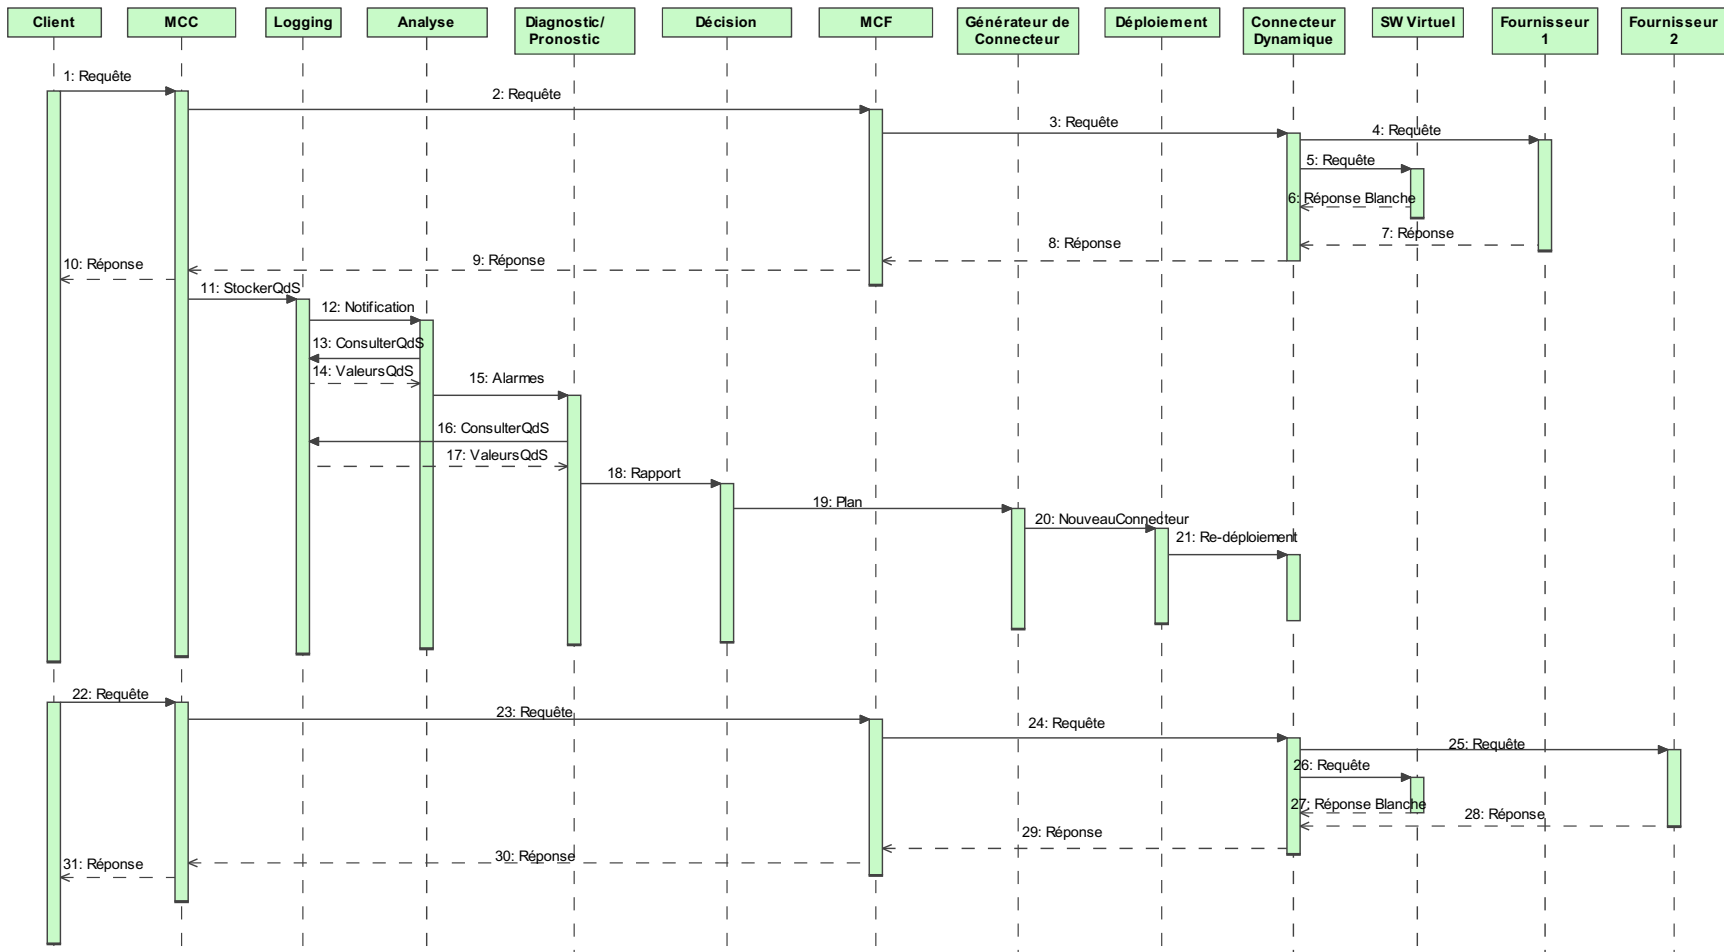 Client
MCC
Logging
Analyse
Diagnostic/
Pronostic
Décision
MCF
Générateur de
Connecteur
Déploiement
Connecteur
Dynamique
SW Virtuel
Fournisseur
1
Fournisseur
2
1: Requête
2: Requête
3: Requête
4: Requête
5: Requête
6: Réponse Blanche
7: Réponse
8: Réponse
9: Réponse
10: Réponse
11: StockerQdS
12: Notification
13: ConsulterQdS
14: ValeursQdS
15: Alarmes
16: ConsulterQdS
17: ValeursQdS
18: Rapport
19: Plan
20: NouveauConnecteur
21: Re-déploiement
22: Requête
23: Requête
24: Requête
25: Requête
26: Requête
27: Réponse Blanche
28: Réponse
29: Réponse
30: Réponse
31: Réponse